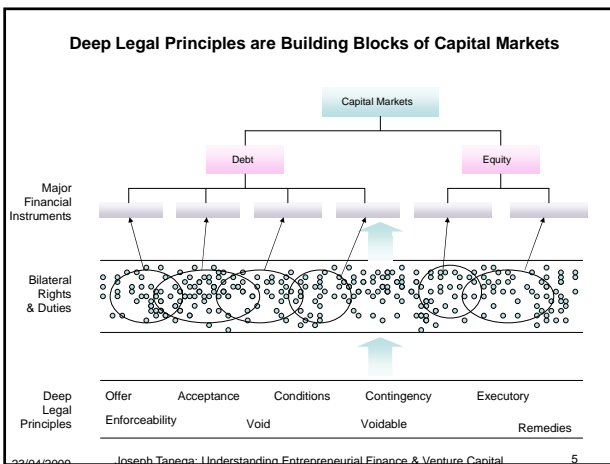 Deep Legal Principles are Building Blocks of Capital Markets
Capital Markets
Debt
Equity
Major
Financial
Instruments
Bilateral
Rights
& Duties
Deep
Legal
Principles
Offer Acceptance Conditions Contingency Executory
Enforceability Void Voidable Remedies
Joseph Tanega: Understanding Entrepreneurial Finance & Venture Capital 5